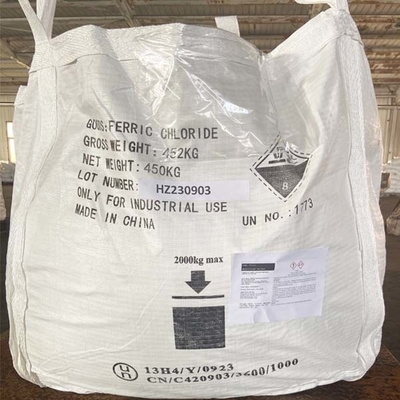 GUDS:FERRIC CHLORIDE
GROSS WEIGHT: 452KG
NET WEIGHT: 450KG
LOT NUMBER: HZ230903
ONLY FOR INDUSTRIAL USE
MADE IN CHINA
UN NO.:1773
8
2000kg max
13H4/Y/0923
CN/C420903/3600/1000